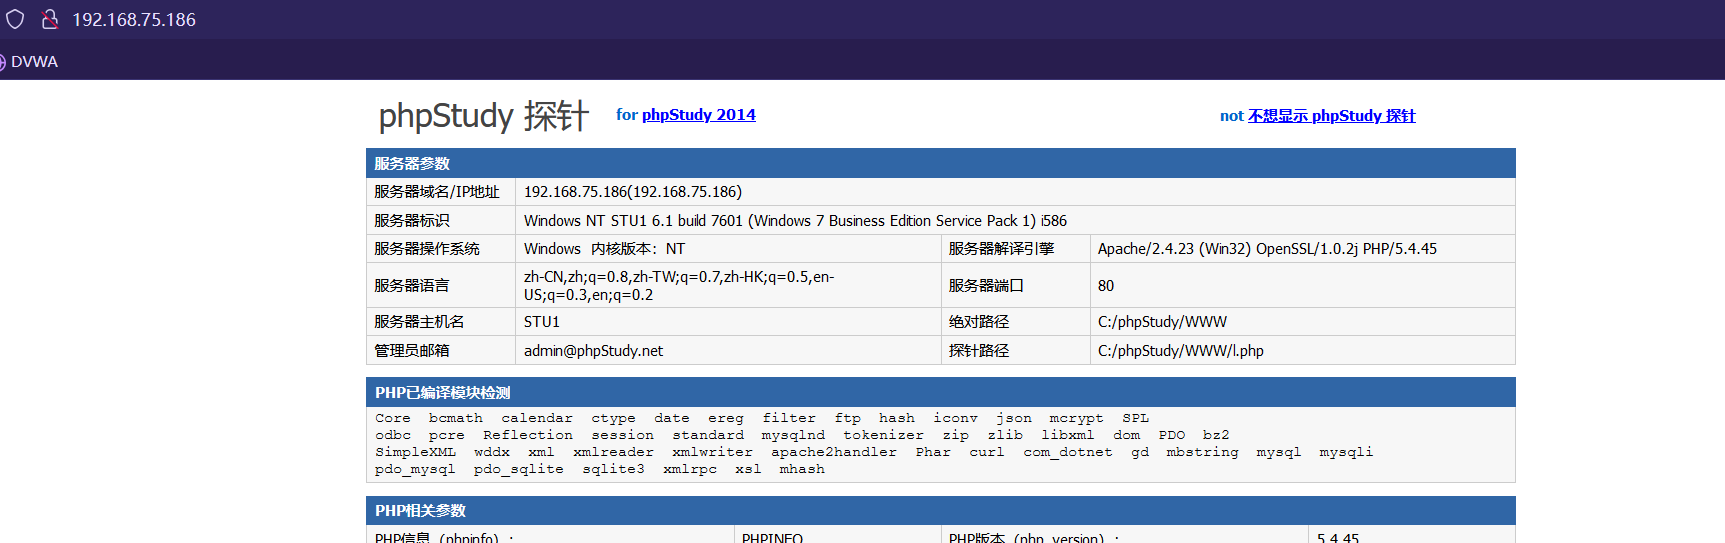 192.168.75.186
DVWA
phpStudy 探针 for phpStudy 2014 not 不想显示 phpStudy 探针
服务器参数
服务器域名/IP地址 192.168.75.186(192.168.75.186)
服务器标识 Windows NT STU1 6.1 build 7601 (Windows 7 Business Edition Service Pack 1) i586
服务器操作系统 Windows 内核版本：NT 服务器解译引擎 Apache/2.4.23 (Win32) OpenSSL/1.0.2j PHP/5.4.45
服务器语言 zh-CN,zh;q=0.8,zh-TW;q=0.7,zh-HK;q=0.5,en-
US;q=0.3,en;q=0.2 服务器端口 80
服务器主机名 STU1 绝对路径 C:/phpStudy/WWW
管理员邮箱 admin@phpStudy.net 探针路径 C:/phpStudy/WWW/l.php
PHP已编译模块检测
Core bcmath calendar ctype date ereg filter ftp hash iconv json mcrypt SPL
odbc pcre Reflection session standard mysqlnd tokenizer zip zlib libxml dom PDO bz2
SimpleXML wddx xml xmlreader xmlwriter apache2handler Phar curl com_dotnet gd mbstring mysql mysqli
pdo_mysql pdo_sqlite sqlite3 xmlrpc xsl mhash
PHP相关参数
PHP信息（phpinfo）： PHPINFO PHP版本（php_version）： 5.4.45